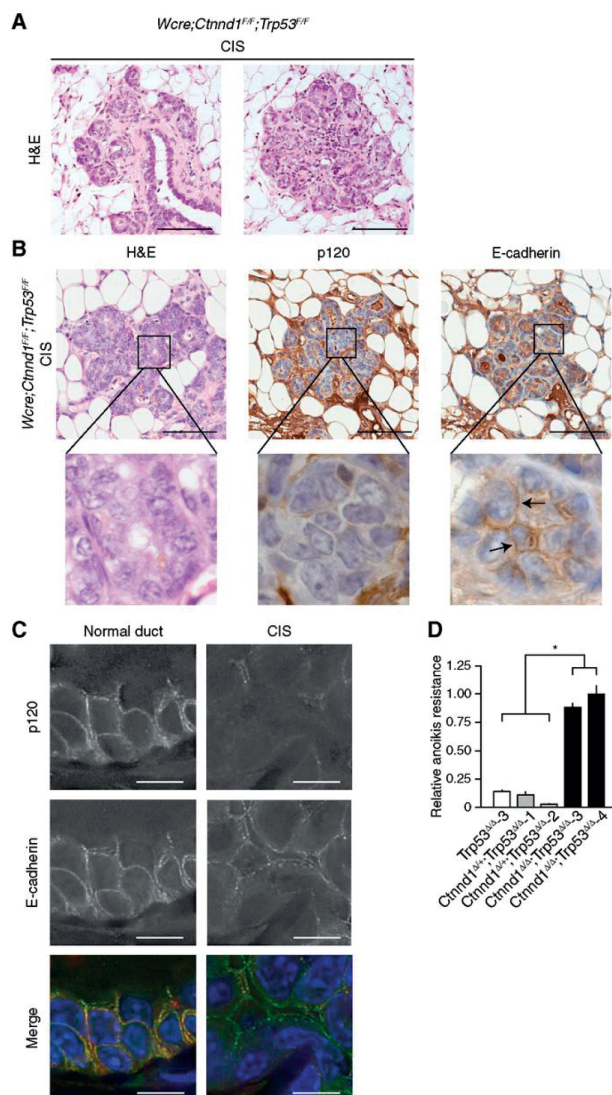 A
Wcre;Ctnnd1F/F;Trp53F/F
CIS
H&E
B
H&E
p120
E-cadherin
Wcre;Ctnnd1F/F;Trp53F/F
CIS
C
Normal duct
CIS
p120
E-cadherin
Merge
D
*
Relative anoikis resistance
1.25
1.00
0.75
0.50
0.25
0
Trp53Δ/Δ-3
Ctnnd1Δ/+;Trp53Δ/Δ-1
Ctnnd1Δ/+;Trp53Δ/Δ-2
Ctnnd1Δ/Δ;Trp53Δ/Δ-3
Ctnnd1Δ/Δ;Trp53Δ/Δ-4